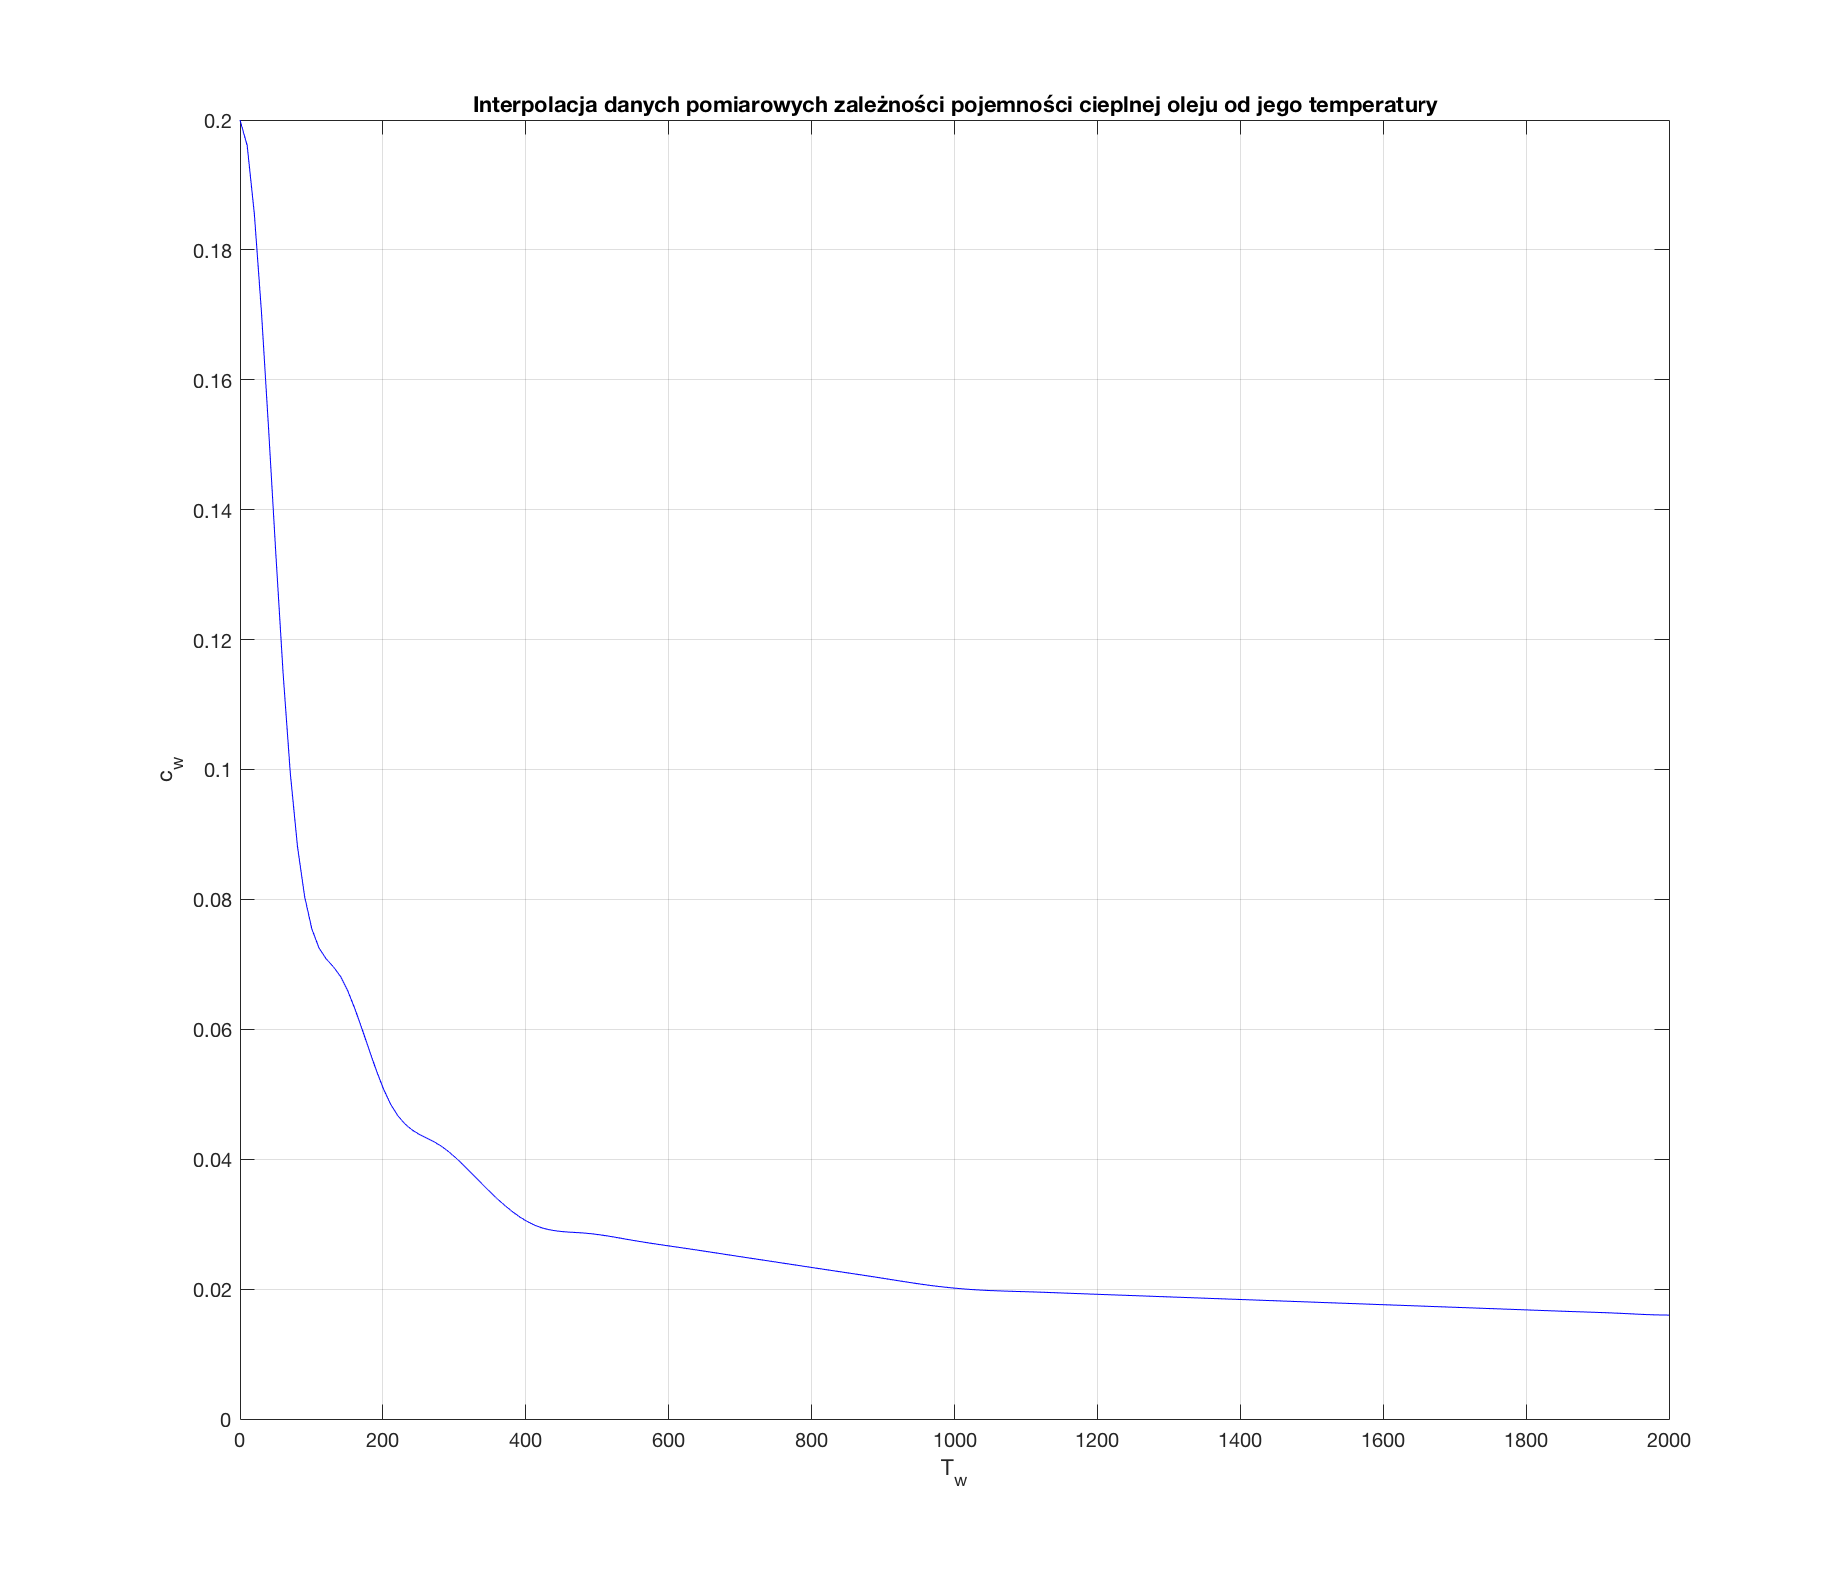 Interpolacja danych pomiarowych zależności pojemności cieplnej oleju od jego temperatury
0.2
0.18
0.16
0.14
0.12
0.1
0.08
0.06
0.04
0.02
0
c_w
0 200 400 600 800 1000 1200 1400 1600 1800 2000
T_w